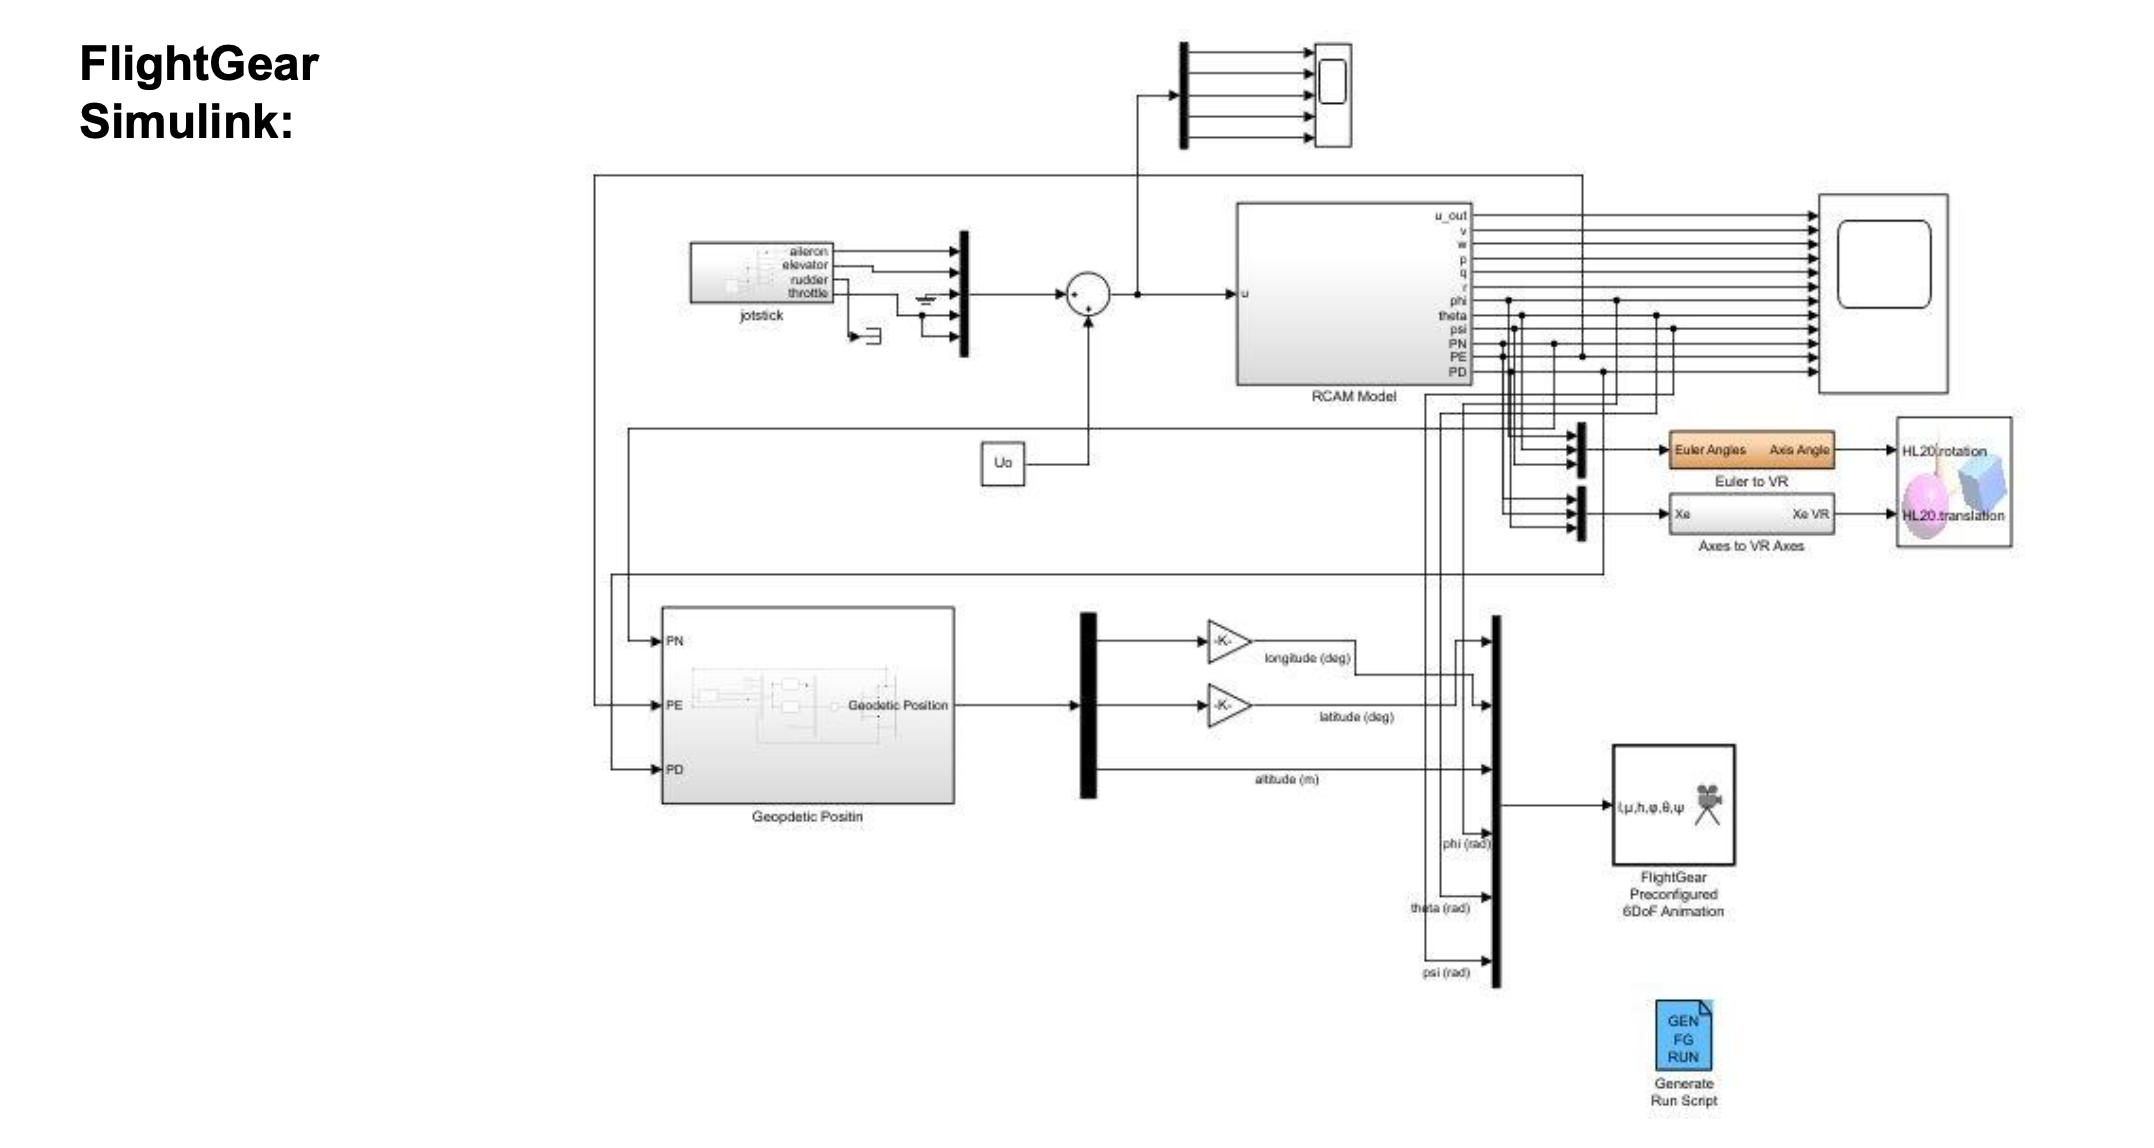 FlightGear
Simulink:
aileron
elevator
rudder
throttle
jotstick
+
+
Uo
u
u_out
v
w
p
q
r
phi
theta
psi
PN
PE
PD
RCAM Model
Euler Angles Axis Angle
Euler to VR
Xe Xe VR
Axes to VR Axes
HL20.rotation
HL20.translation
PN
PE
PD
Geodetic Position
Geopdetic Positin
-K-
longitude (deg)
-K-
latitude (deg)
altitude (m)
phi (rad)
theta (rad)
psi (rad)
l,μ,h,φ,θ,ψ
FlightGear
Preconfigured
6DoF Animation
GEN
FG
RUN
Generate
Run Script